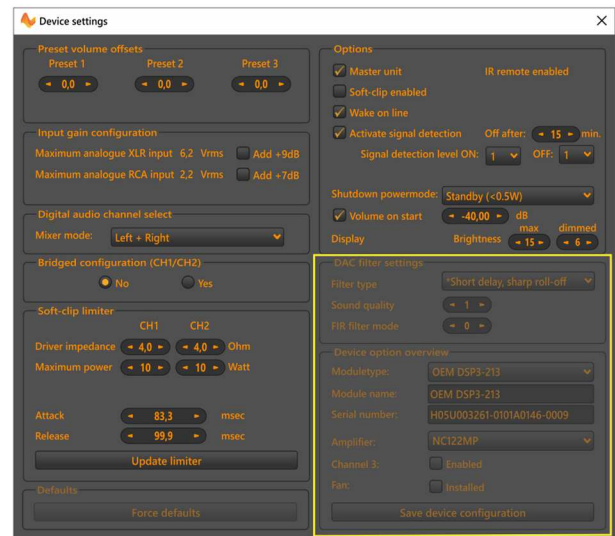 Device settings
Preset volume offsets
Preset 1 Preset 2 Preset 3
0,0 0,0 0,0
Input gain configuration
Maximum analogue XLR input 6,2 Vrms Add +9dB
Maximum analogue RCA input 2,2 Vrms Add +7dB
Digital audio channel select
Mixer mode: Left + Right
Bridged configuration (CH1/CH2)
No Yes
Soft-clip limiter
CH1 CH2
Driver impedance 4,0 4,0 Ohm
Maximum power 10 10 Watt
Attack 83,3 msec
Release 99,9 msec
Update limiter
Defaults
Force defaults
Options
Master unit IR remote enabled
Soft-clip enabled
Wake on line
Activate signal detection Off after: 15 min.
Signal detection level ON: 1 OFF: 1
Shutdown powermode: Standby (<0.5W)
Volume on start -40,00 dB
max dimmed
Display Brightness 15 6
DAC filter settings
Filter type *Short delay, sharp roll-off
Sound quality 1
FIR filter mode 0
Device option overview
Moduletype: OEM DSP3-213
Module name: OEM DSP3-213
Serial number: H05U003261-0101A0146-0009
Amplifier: NC122MP
Channel 3: Enabled
Fan: Installed
Save device configuration